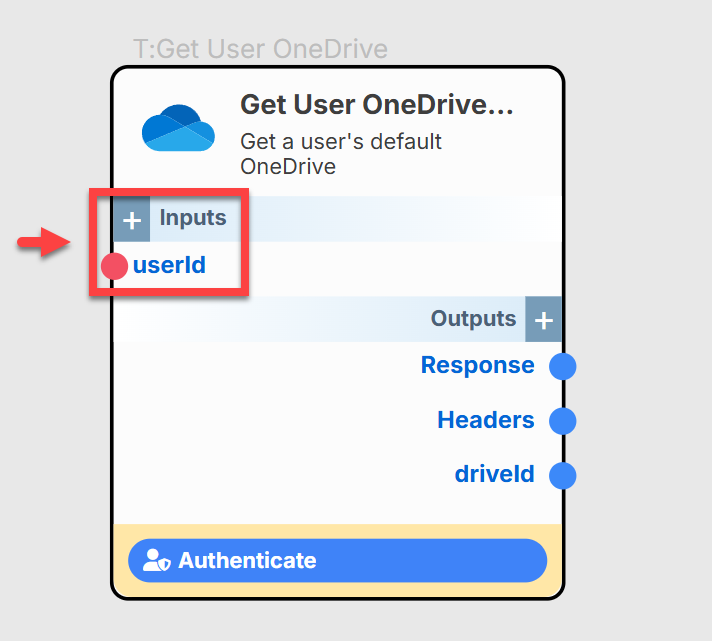 T:Get User OneDrive
Get User OneDrive...
Get a user's default
OneDrive
+ Inputs
userId
Outputs +
Response
Headers
driveId
Authenticate